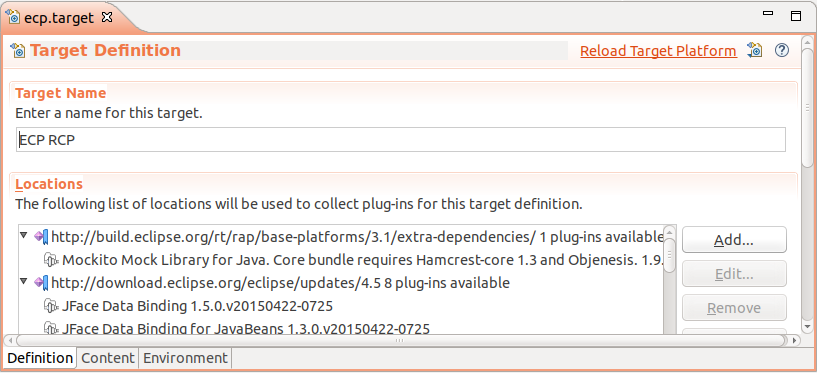 ecp.target
Target Definition
Reload Target Platform
Target Name
Enter a name for this target.
ECP RCP
Locations
The following list of locations will be used to collect plug-ins for this target definition.
http://build.eclipse.org/rt/rap/base-platforms/3.1/extra-dependencies/ 1 plug-ins available
Add...
Mockito Mock Library for Java. Core bundle requires Hamcrest-core 1.3 and Objenesis. 1.9.
Edit...
http://download.eclipse.org/eclipse/updates/4.5 8 plug-ins available
JFace Data Binding 1.5.0.v20150422-0725
Remove
JFace Data Binding for JavaBeans 1.3.0.v20150422-0725
Definition Content Environment